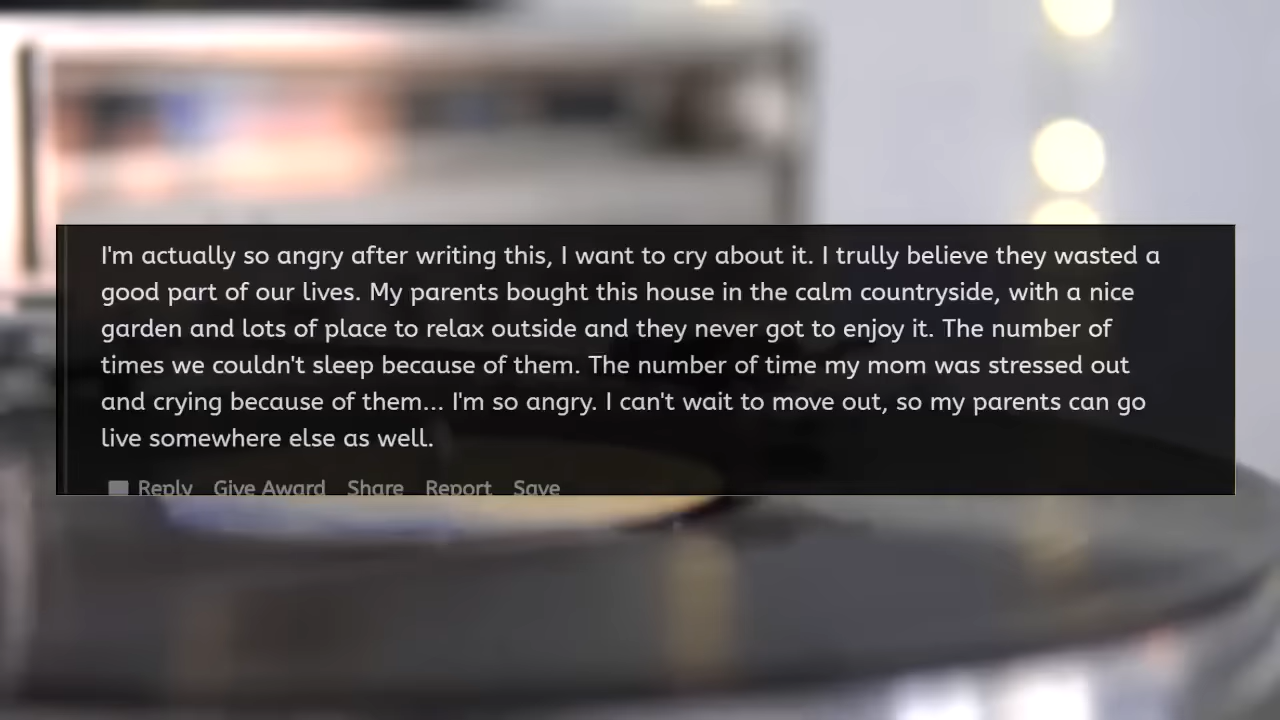 I'm actually so angry after writing this, I want to cry about it. I trully believe they wasted a
good part of our lives. My parents bought this house in the calm countryside, with a nice
garden and lots of place to relax outside and they never got to enjoy it. The number of
times we couldn't sleep because of them. The number of time my mom was stressed out
and crying because of them... I'm so angry. I can't wait to move out, so my parents can go
live somewhere else as well.
Reply Give Award Share Report Save